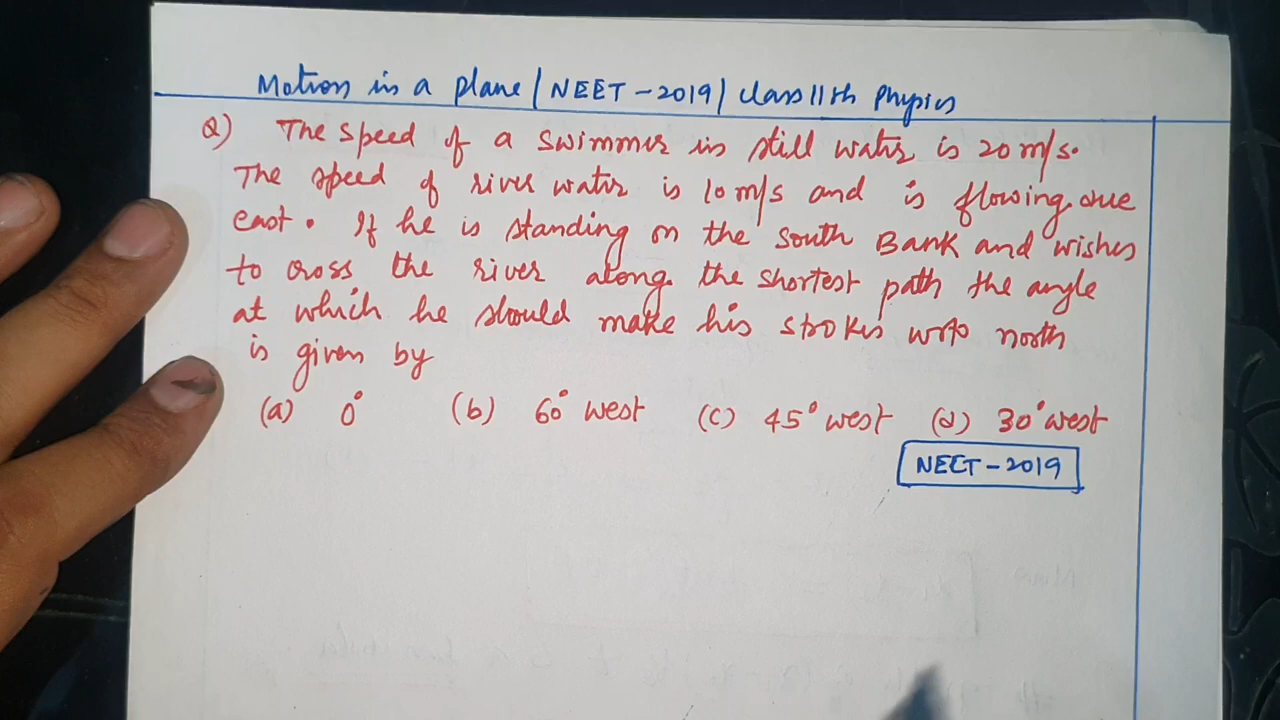 Motion in a plane / NEET - 2019 / class 11th Physics
Q) The speed of a swimmer in still water is 20 m/s.
The speed of river water is 10 m/s and is flowing due
east. If he is standing on the south Bank and wishes
to cross the river along the shortest path the angle
at which he should make his strokes w.r.to north
is given by
(a) 0° (b) 60° west (c) 45° west (d) 30° west
NEET - 2019